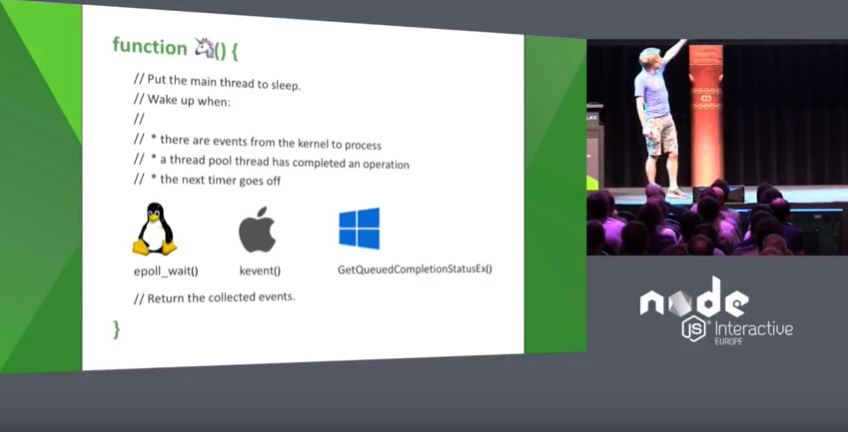 function 🦄() {
// Put the main thread to sleep.
// Wake up when:
//
// * there are events from the kernel to process
// * a thread pool thread has completed an operation
// * the next timer goes off
epoll_wait()
kevent()
GetQueuedCompletionStatusEx()
// Return the collected events.
}
node
JS Interactive
EUROPE